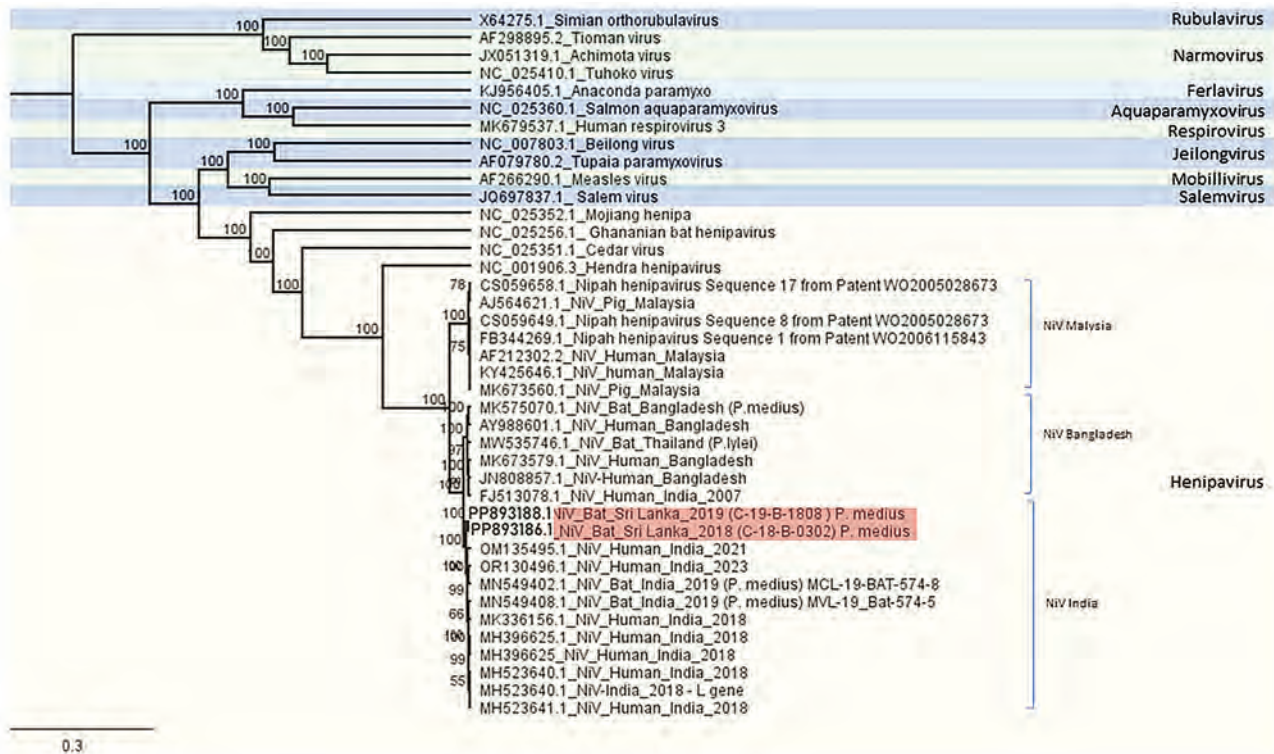 100 X64275.1_Simian orthorubulavirus Rubulavirus
AF298895.2_Tioman virus
100 JX051319.1_Achimota virus Narmovirus
100 NC_025410.1_Tuhoko virus
100 KJ956405.1_Anaconda paramyxo Ferlavirus
NC_025360.1_Salmon aquaparamyxovirus Aquaparamyxovirus
100 MK679537.1_Human respirovirus 3 Respirovirus
100 NC_007803.1_Beilong virus
100 AF079780.2_Tupaia paramyxovirus Jeilongvirus
100 AF266290.1_Measles virus Mobillivirus
100 JQ697837.1_Salem virus Salemvirus
NC_025352.1_Mojiang henipa
100 NC_025256.1_Ghananian bat henipavirus
00 NC_025351.1_Cedar virus
100 NC_001906.3_Hendra henipavirus
78 CS059658.1_Nipah henipavirus Sequence 17 from Patent WO2005028673
AJ564621.1_NiV_Pig_Malaysia
100 CS059649.1_Nipah henipavirus Sequence 8 from Patent WO2005028673 NiV Malysia
100 75 FB344269.1_Nipah henipavirus Sequence 1 from Patent WO2006115843
AF212302.2_NiV_Human_Malaysia
KY425646.1_NiV_human_Malaysia
MK673560.1_NiV_Pig_Malaysia
100 100 MK575070.1_NiV_Bat_Bangladesh (P.medius)
100 AY988601.1_NiV_Human_Bangladesh
97 MW535746.1_NiV_Bat_Thailand (P.lylei) NiV Bangladesh
100 MK673579.1_NiV_Human_Bangladesh
JN808857.1_NiV-Human_Bangladesh Henipavirus
100 FJ513078.1_NiV_Human_India_2007
100 PP893188.1 NiV_Bat_Sri Lanka_2019 (C-19-B-1808 ) P. medius
PP893186.1_NiV_Bat_Sri Lanka_2018 (C-18-B-0302) P. medius
100 OM135495.1_NiV_Human_India_2021
OR130496.1_NiV_Human_India_2023
99 MN549402.1_NiV_Bat_India_2019 (P. medius) MCL-19-BAT-574-8
MN549408.1_NiV_Bat_India_2019 (P. medius) MVL-19_Bat-574-5 NiV India
66 MK336156.1_NiV_Human_India_2018
MH396625.1_NiV_Human_India_2018
99 MH396625_NiV_Human_India_2018
55 MH523640.1_NiV_Human_India_2018
MH523640.1_NiV-India_2018 - L gene
MH523641.1_NiV_Human_India_2018
0.3